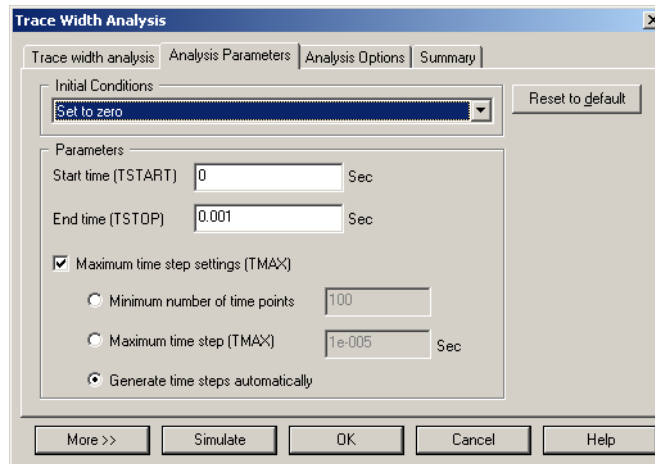 Trace Width Analysis
Trace width analysis Analysis Parameters Analysis Options Summary
Initial Conditions
Set to zero
Reset to default
Parameters
Start time (TSTART) 0 Sec
End time (TSTOP) 0.001 Sec
Maximum time step settings (TMAX)
Minimum number of time points 100
Maximum time step (TMAX) 1e-005 Sec
Generate time steps automatically
More >> Simulate OK Cancel Help